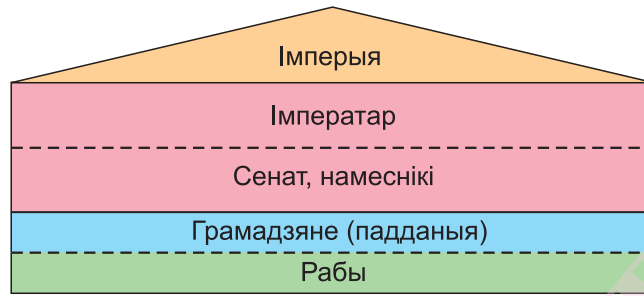 Імперыя
Імператар
Сенат, намеснікі
Грамадзяне (падданыя)
Рабы